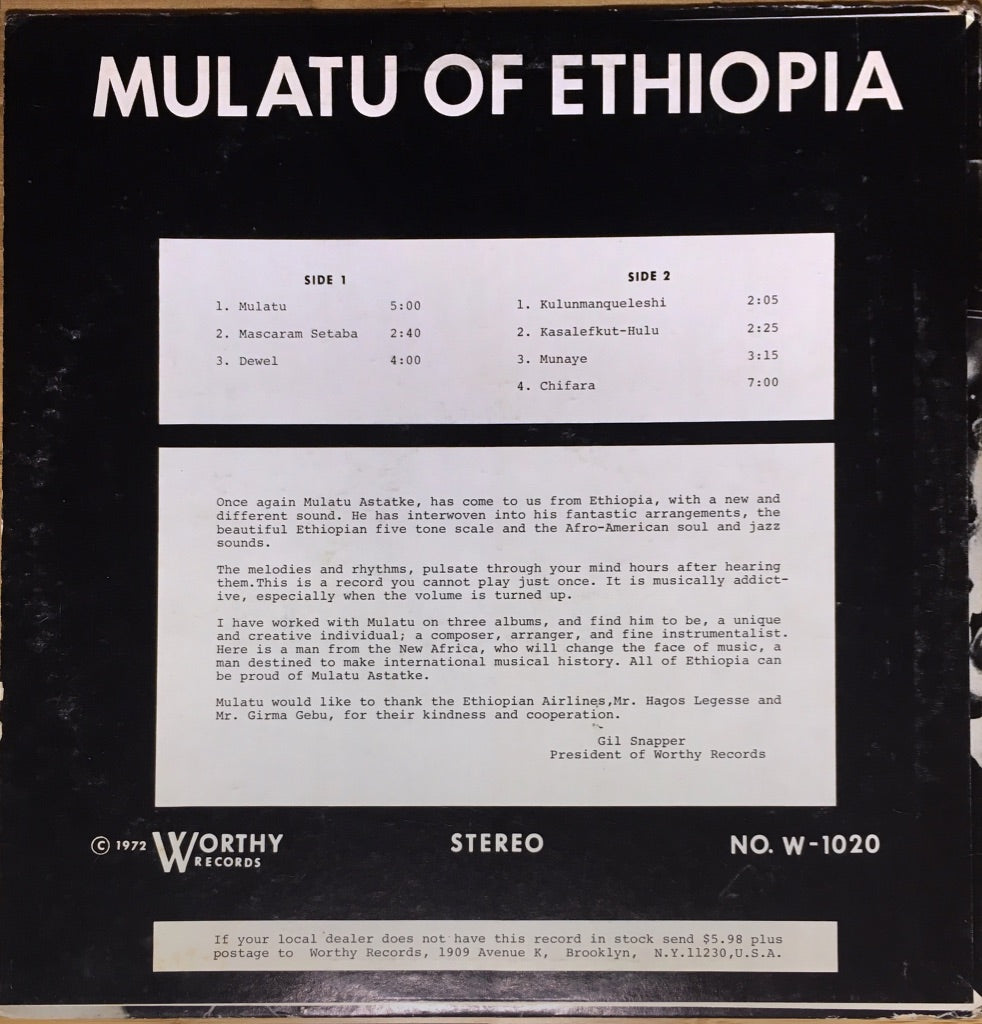 MULATU OF ETHIOPIA
SIDE 1
1. Mulatu 5:00
2. Mascaram Setaba 2:40
3. Dewel 4:00
SIDE 2
1. Kulunmanqueleshi 2:05
2. Kasalefkut-Hulu 2:25
3. Munaye 3:15
4. Chifara 7:00
Once again Mulatu Astatke, has come to us from Ethiopia, with a new and
different sound. He has interwoven into his fantastic arrangements, the
beautiful Ethiopian five tone scale and the Afro-American soul and jazz
sounds.
The melodies and rhythms, pulsate through your mind hours after hearing
them.This is a record you cannot play just once. It is musically addict-
ive, especially when the volume is turned up.
I have worked with Mulatu on three albums, and find him to be, a unique
and creative individual; a composer, arranger, and fine instrumentalist.
Here is a man from the New Africa, who will change the face of music, a
man destined to make international musical history. All of Ethiopia can
be proud of Mulatu Astatke.
Mulatu would like to thank the Ethiopian Airlines,Mr. Hagos Legesse and
Mr. Girma Gebu, for their kindness and cooperation.
Gil Snapper
President of Worthy Records
© 1972 WORTHY RECORDS STEREO NO. W-1020
If your local dealer does not have this record in stock send $5.98 plus
postage to Worthy Records, 1909 Avenue K, Brooklyn, N.Y.11230,U.S.A.